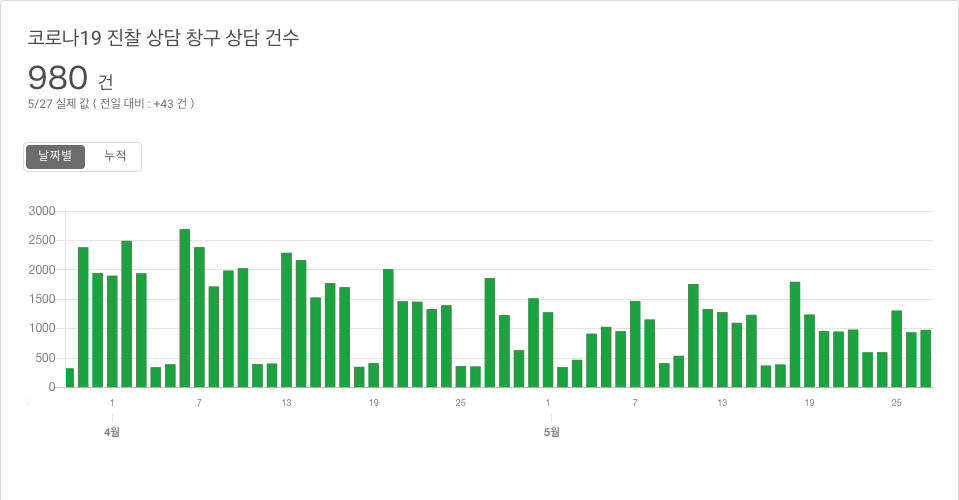 코로나19 진찰 상담 창구 상담 건수
980 건
5/27 실제 값 ( 전일 대비 : +43 건 )
날짜별 누적
3000
2500
2000
1500
1000
500
0
1 7 13 19 25 1 7 13 19 25
4월 5월